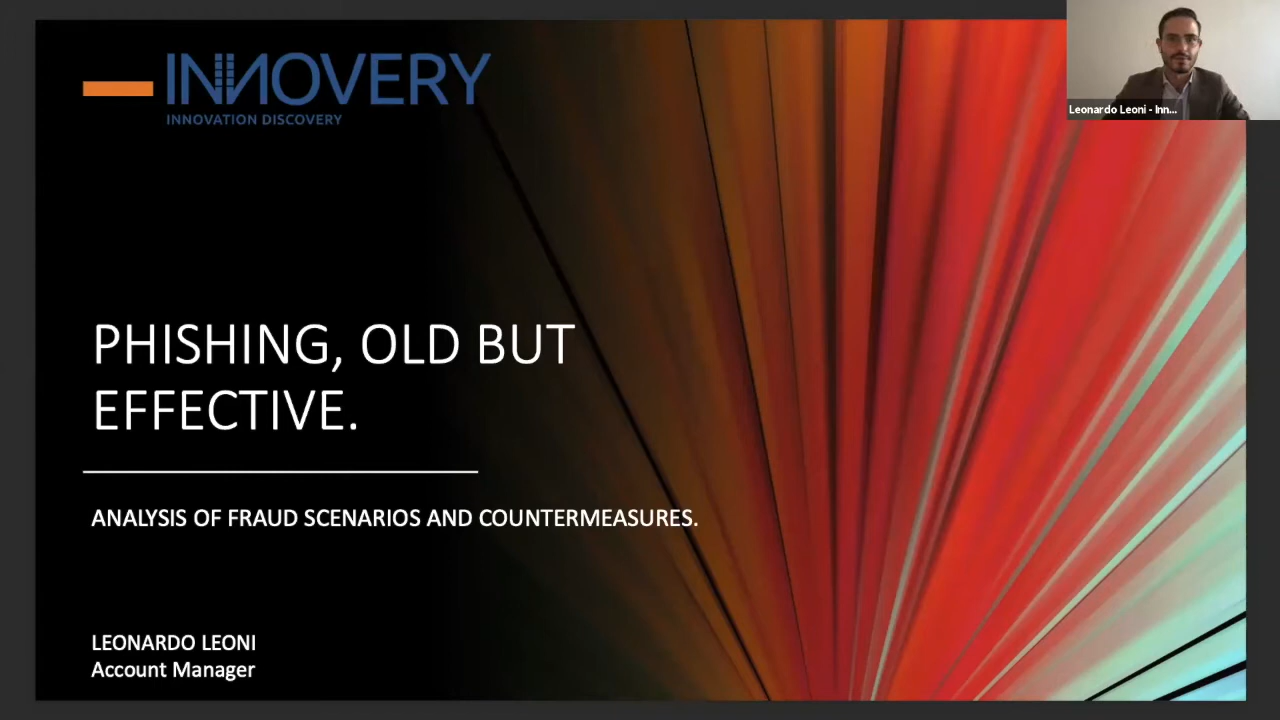 INNOVERY
INNOVATION DISCOVERY
Leonardo Leoni - Inn...
PHISHING, OLD BUT
EFFECTIVE.
ANALYSIS OF FRAUD SCENARIOS AND COUNTERMEASURES.
LEONARDO LEONI
Account Manager